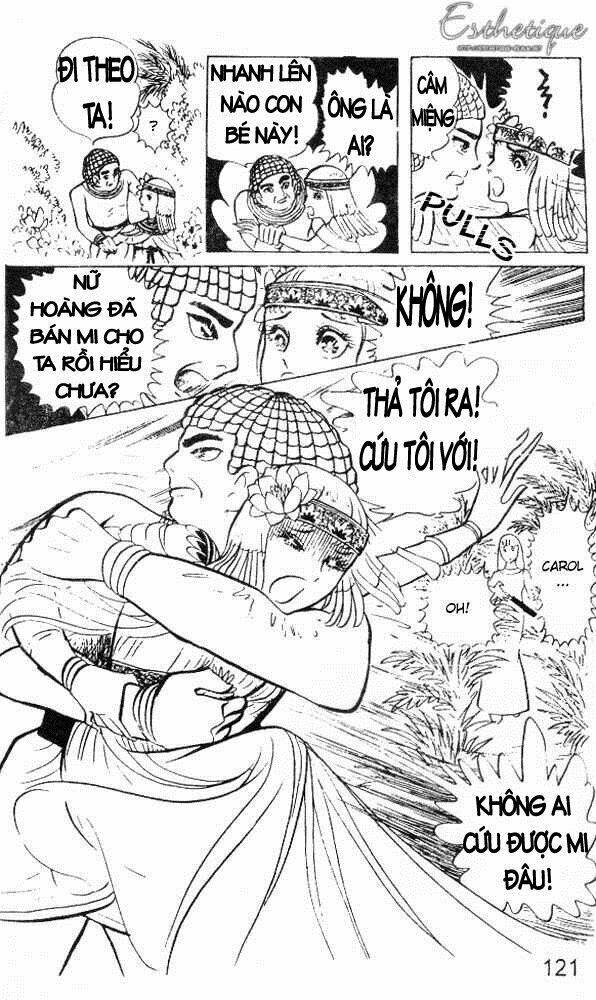 Esthetique
ĐI THEO
TA!
?
NHANH LÊN
NÀO CON
BÉ NÀY!
ÔNG LÀ
AI?
CÂM
MIỆNG
PULLS
NỮ
HOÀNG ĐÃ
BÁN MI CHO
TA RỒI HIỂU
CHƯA?
KHÔNG!
THẢ TÔI RA!
CỨU TÔI VỚI!
CAROL
...
OH!
KHÔNG AI
CỨU ĐƯỢC MI
ĐÂU!
121